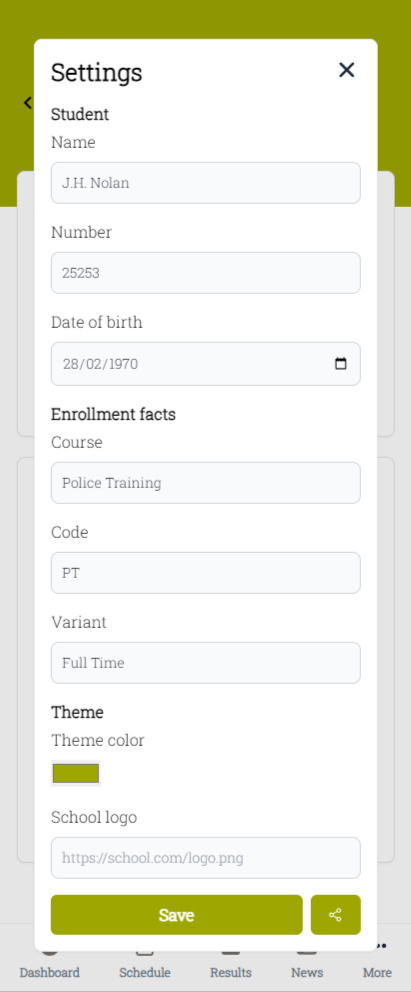 Settings
Student
Name
J.H. Nolan
Number
25253
Date of birth
28/02/1970
Enrollment facts
Course
Police Training
Code
PT
Variant
Full Time
Theme
Theme color
School logo
https://school.com/logo.png
Save
Dashboard Schedule Results News More